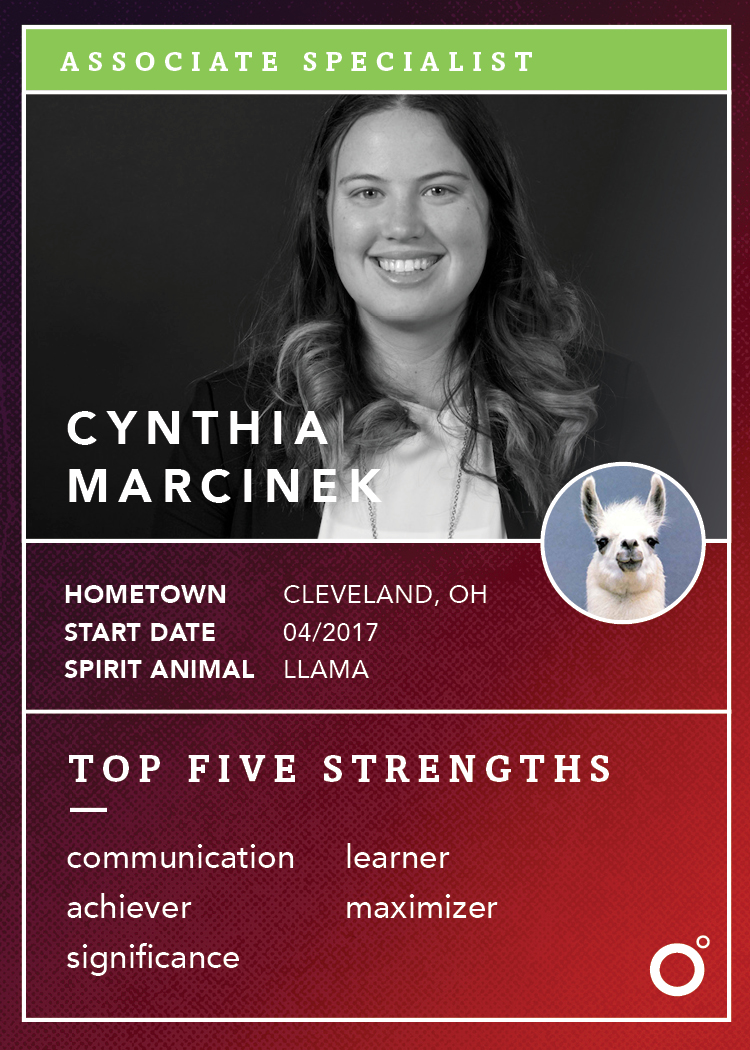 ASSOCIATE SPECIALIST
CYNTHIA
MARCINEK
HOMETOWN CLEVELAND, OH
START DATE 04/2017
SPIRIT ANIMAL LLAMA
TOP FIVE STRENGTHS
communication learner
achiever maximizer
significance